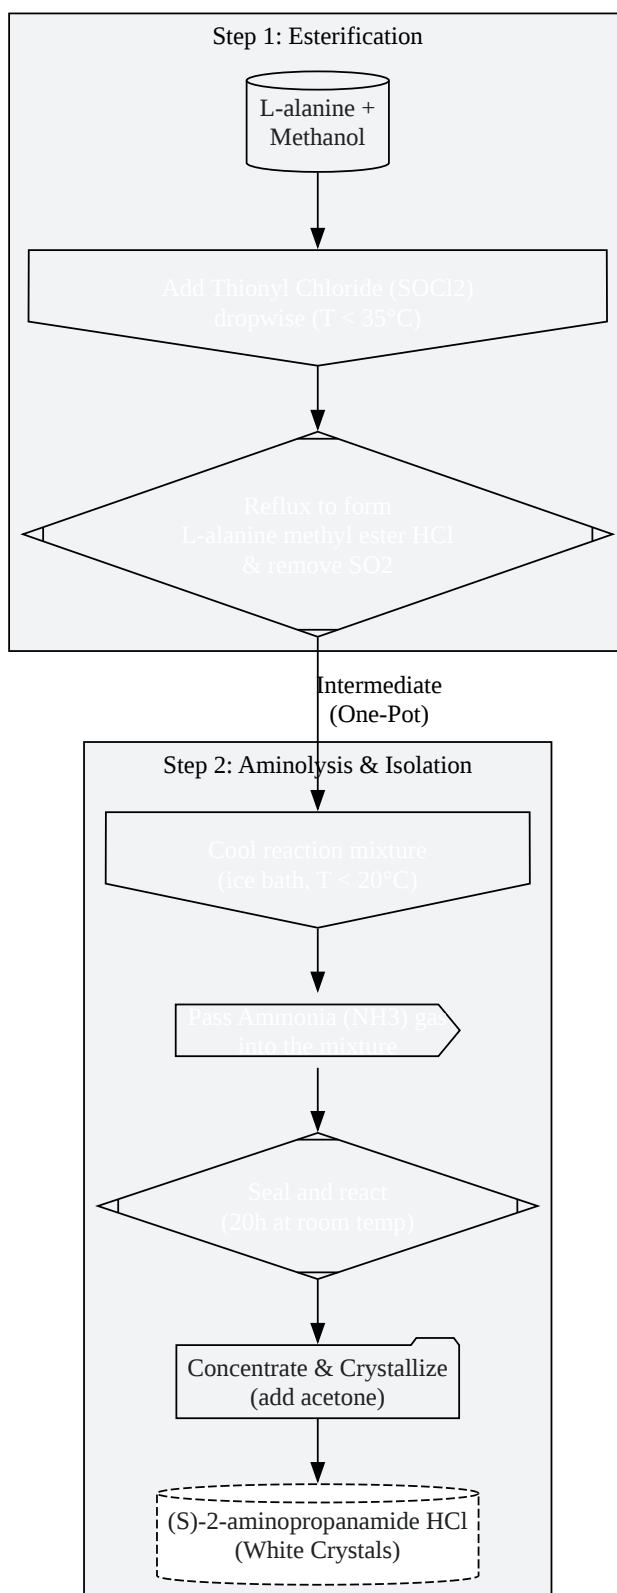 Step 1: Esterification
L-alanine +
Methanol
Add Thionyl Chloride (SOCl2)
dropwise (T < 35°C)
Reflux to form
L-alanine methyl ester HCl
& remove SO2
Intermediate
(One-Pot)
Step 2: Aminolysis & Isolation
Cool reaction mixture
(ice bath, T < 20°C)
Pass Ammonia (NH3) gas
into the mixture
Seal and react
(20h at room temp)
Concentrate & Crystallize
(add acetone)
(S)-2-aminopropanamide HCl
(White Crystals)